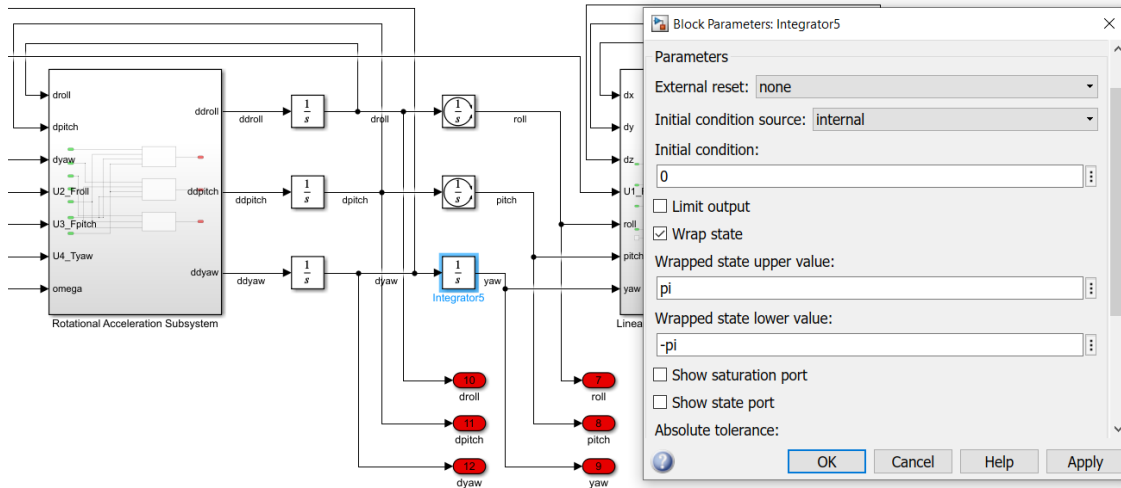 droll
dpitch
dyaw
U2_Froll
U3_Fpitch
U4_Tyaw
omega
ddroll
ddpitch
ddyaw
Rotational Acceleration Subsystem
ddroll
ddpitch
ddyaw
1
s
1
s
1
s
droll
dpitch
dyaw
1
s
1
s
1
s
Integrator5
roll
pitch
yaw
dx
dy
dz
roll
pitch
yaw
10
droll
11
dpitch
12
dyaw
7
roll
8
pitch
9
yaw
Block Parameters: Integrator5
Parameters
External reset: none
Initial condition source: internal
Initial condition:
0
Limit output
Wrap state
Wrapped state upper value:
pi
Wrapped state lower value:
-pi
Show saturation port
Show state port
Absolute tolerance:
OK
Cancel
Help
Apply